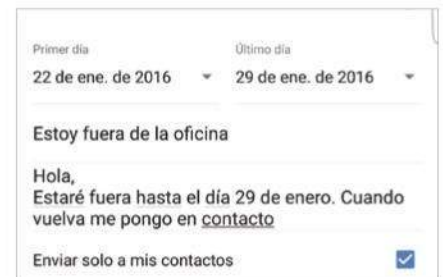 Primer día Último día
22 de ene. de 2016 29 de ene. de 2016
Estoy fuera de la oficina
Hola,
Estaré fuera hasta el día 29 de enero. Cuando
vuelva me pongo en contacto
Enviar solo a mis contactos